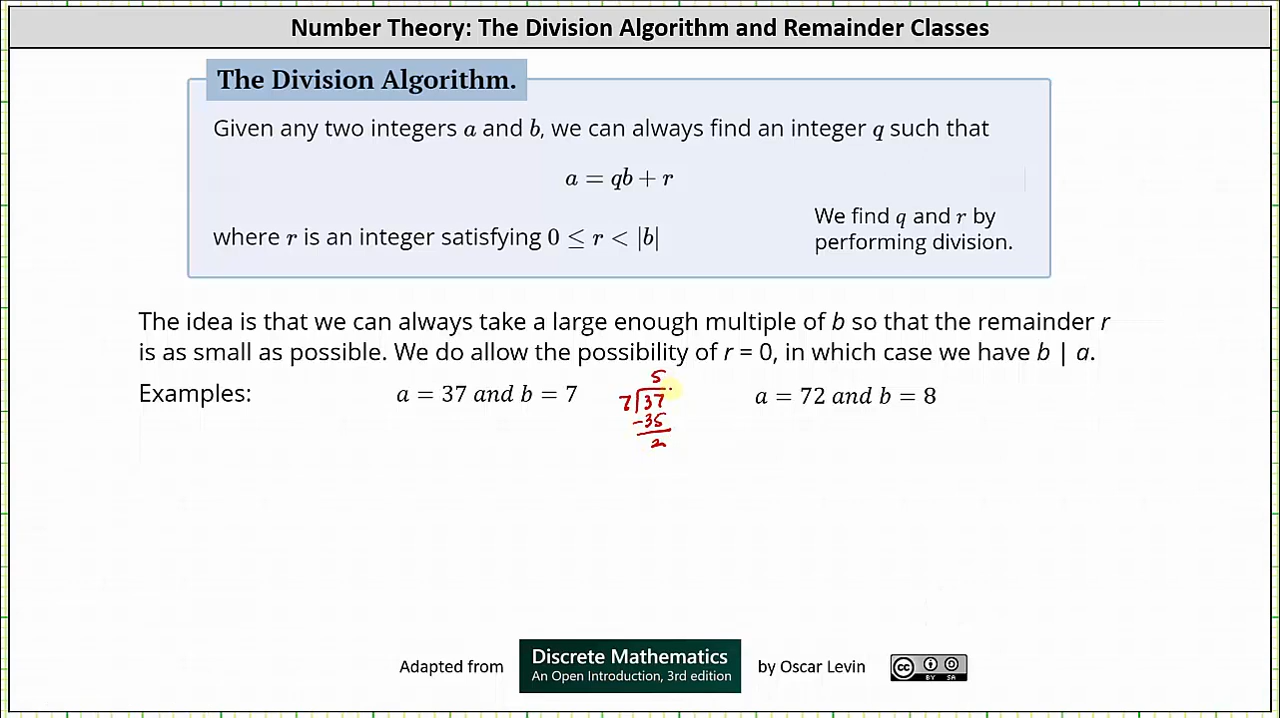 Number Theory: The Division Algorithm and Remainder Classes
The Division Algorithm.
Given any two integers a and b, we can always find an integer q such that
a = qb + r
where r is an integer satisfying 0 ≤ r < |b|
We find q and r by
performing division.
The idea is that we can always take a large enough multiple of b so that the remainder r
is as small as possible. We do allow the possibility of r = 0, in which case we have b | a.
Examples:
a = 37 and b = 7
5
7 37
-35
2
a = 72 and b = 8
Adapted from
Discrete Mathematics
An Open Introduction, 3rd edition
by Oscar Levin
cc
BY SA